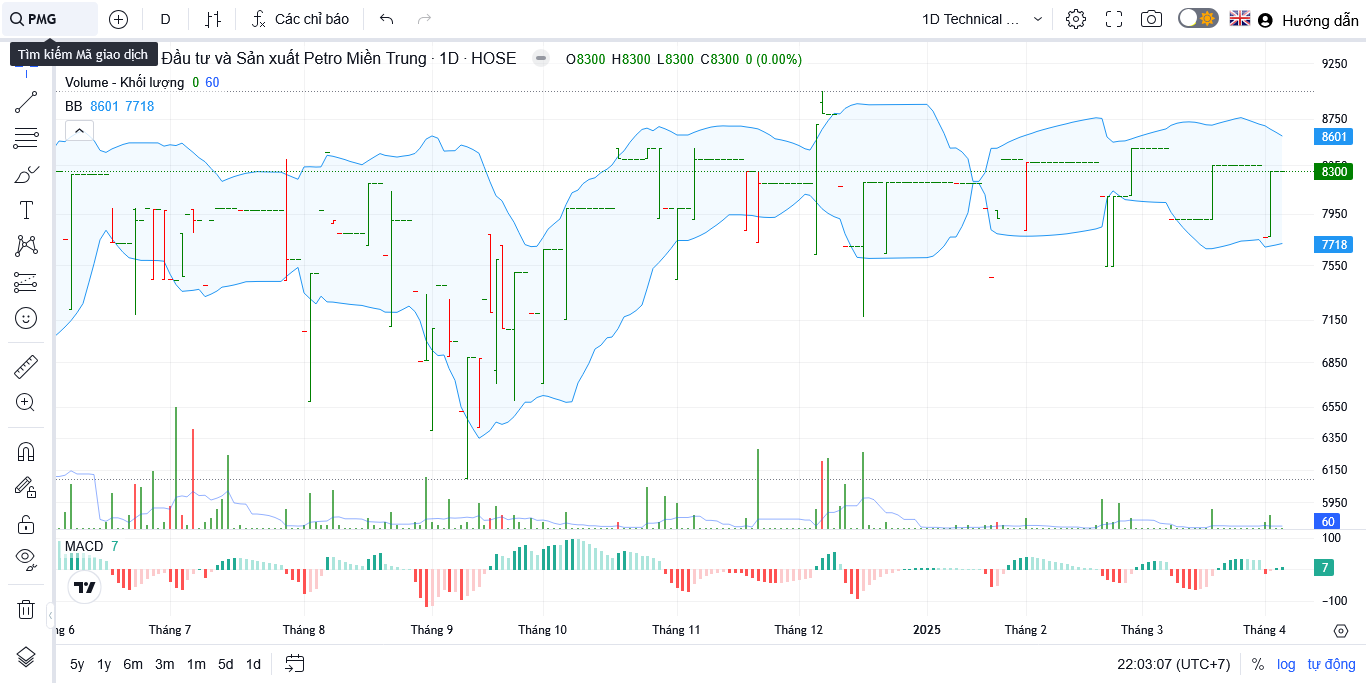 PMG
D
Các chỉ báo
1D Technical ...
Hướng dẫn
Tìm kiếm Mã giao dịch
Đầu tư và Sản xuất Petro Miền Trung · 1D · HOSE
O8300 H8300 L8300 C8300 0 (0.00%)
Volume - Khối lượng 0 60
BB 8601 7718
9250
8750
8601
8300
7950
7718
7550
7150
6850
6550
6350
6150
5950
60
MACD 7
100
7
−100
ng 6
Tháng 7
Tháng 8
Tháng 9
Tháng 10
Tháng 11
Tháng 12
2025
Tháng 2
Tháng 3
Tháng 4
5y 1y 6m 3m 1m 5d 1d
22:03:07 (UTC+7)
% log tự động